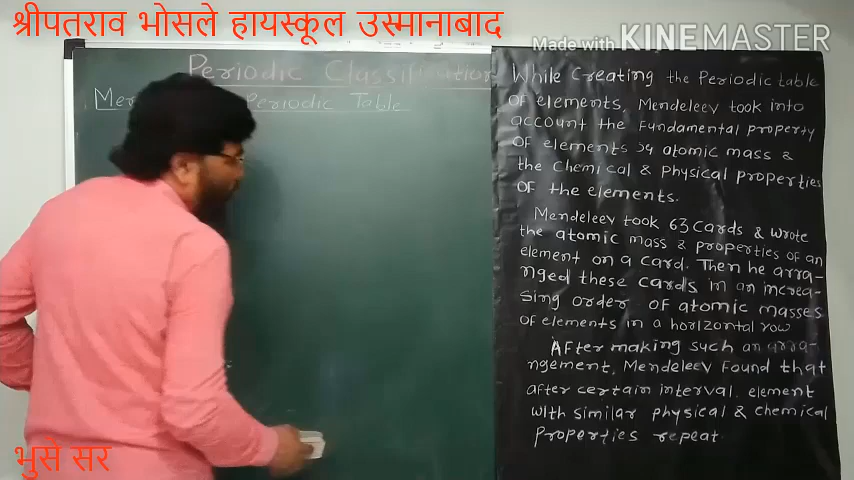 श्रीपतराव भोसले हायस्कूल उस्मानाबाद
Made with KINEMASTER
Periodic Classification
Periodic Table
While Creating the Periodic table
OF elements, Mendeleev took into
account the Fundamental property
OF elements atomic mass &
the Chemical & Physical properties
OF the elements.
Mendeleev took 63 Cards & wrote
the atomic mass & properties of an
element on a card. Then he arra-
nged these cards in an increa-
sing order of atomic masses
OF elements in a horizontal row
After making such an arra-
ngement, Mendeleev Found that
after certain interval. element
with similar physical & chemical
Properties repeat
भुसे सर